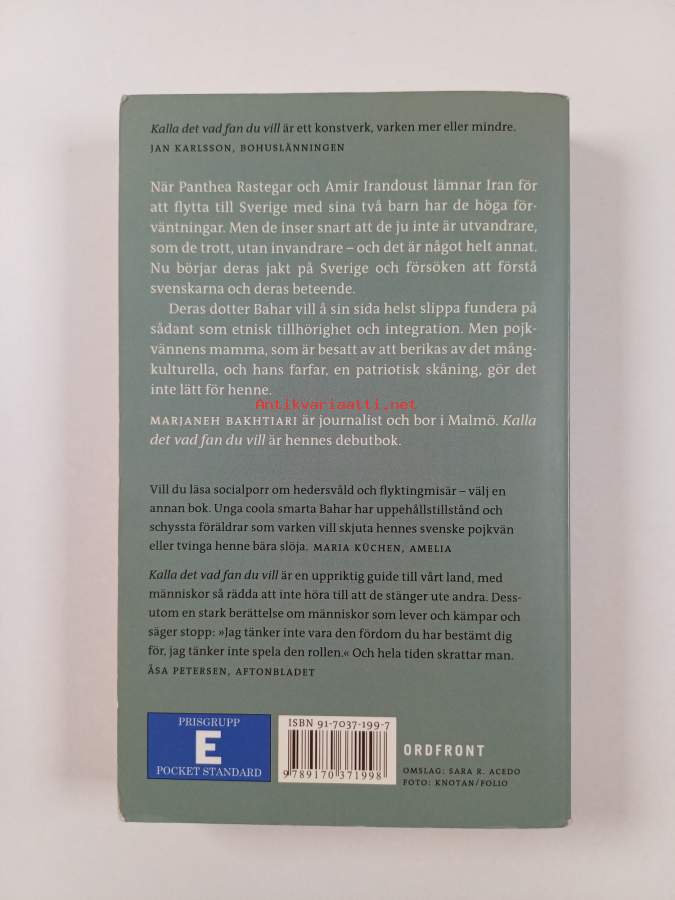 Kalla det vad fan du vill är ett konstverk, varken mer eller mindre.
JAN KARLSSON, BOHUSLÄNNINGEN
När Panthea Rastegar och Amir Irandoust lämnar Iran för
att flytta till Sverige med sina två barn har de höga för-
väntningar. Men de inser snart att de ju inte är utvandrare,
som de trott, utan invandrare – och det är något helt annat.
Nu börjar deras jakt på Sverige och försöken att förstå
svenskarna och deras beteende.
Deras dotter Bahar vill å sin sida helst slippa fundera på
sådant som etnisk tillhörighet och integration. Men pojk-
vännens mamma, som är besatt av att berikas av det mång-
kulturella, och hans farfar, en patriotisk skåning, gör det
inte lätt för henne.
Antikvariaatti.net
MARJANEH BAKHTIARI är journalist och bor i Malmö. Kalla
det vad fan du vill är hennes debutbok.
Vill du läsa socialporr om hedersvåld och flyktingmisär – välj en
annan bok. Unga coola smarta Bahar har uppehållstillstånd och
schyssta föräldrar som varken vill skjuta hennes svenske pojkvän
eller tvinga henne bära slöja. MARIA KÜCHEN, AMELIA
Kalla det vad fan du vill är en uppriktig guide till vårt land, med
människor så rädda att inte höra till att de stänger ute andra. Dess-
utom en stark berättelse om människor som lever och kämpar och
säger stopp: »Jag tänker inte vara den fördom du har bestämt dig
för, jag tänker inte spela den rollen.« Och hela tiden skrattar man.
ÅSA PETERSEN, AFTONBLADET
PRISGRUPP
E
POCKET STANDARD
ISBN 91-7037-199-7
9 789170 371998
ORDFRONT
OMSLAG: SARA R. ACEDO
FOTO: KNOTAN/FOLIO